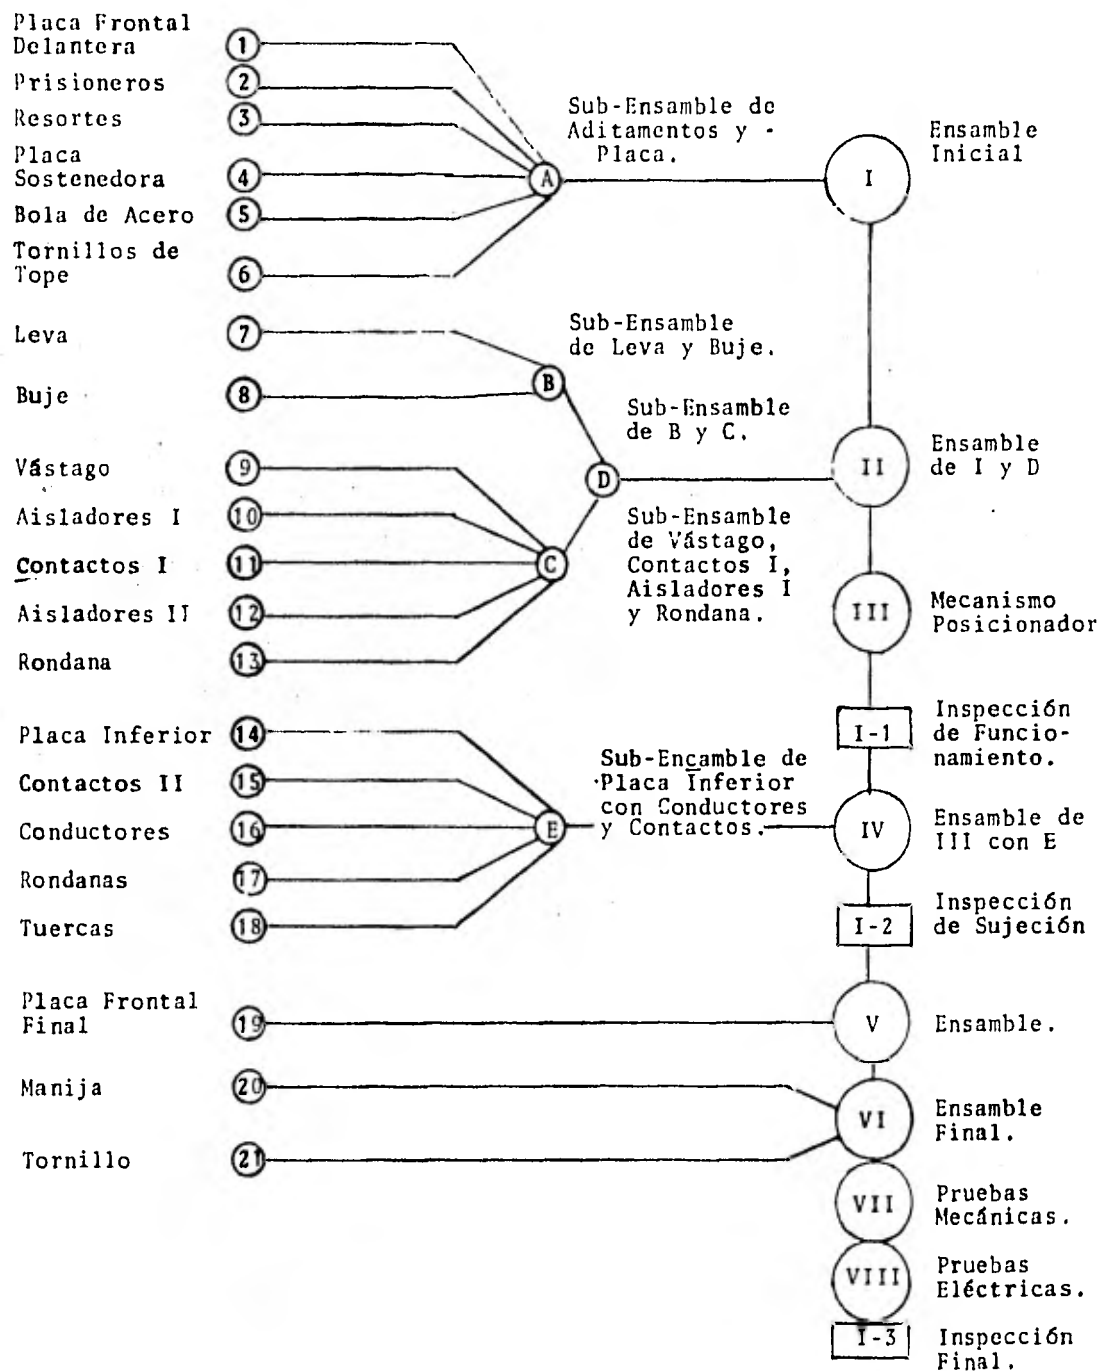 Placa Frontal
Delantera
1
Prisioneros
2
Resortes
3
Placa
Sostenedora
4
Bola de Acero
5
Tornillos de
Tope
6
A
Sub-Ensamble de
Aditamentos y -
Placa.
I
Ensamble
Inicial
Leva
7
Buje
8
B
Sub-Ensamble
de Leva y Buje.
Sub-Ensamble
de B y C.
D
II
Ensamble
de I y D
Vástago
9
Aisladores I
10
Contactos I
11
Aisladores II
12
Rondana
13
C
Sub-Ensamble
de Vástago,
Contactos I,
Aisladores I
y Rondana.
III
Mecanismo
Posicionador
I-1
Inspección
de Funcio-
namiento.
Placa Inferior
14
Contactos II
15
Conductores
16
Rondanas
17
Tuercas
18
E
Sub-Encamble de
Placa Inferior
con Conductores
y Contactos.
IV
Ensamble de
III con E
I-2
Inspección
de Sujeción
Placa Frontal
Final
19
V
Ensamble.
Manija
20
Tornillo
21
VI
Ensamble
Final.
VII
Pruebas
Mecánicas.
VIII
Pruebas
Eléctricas.
I-3
Inspección
Final.